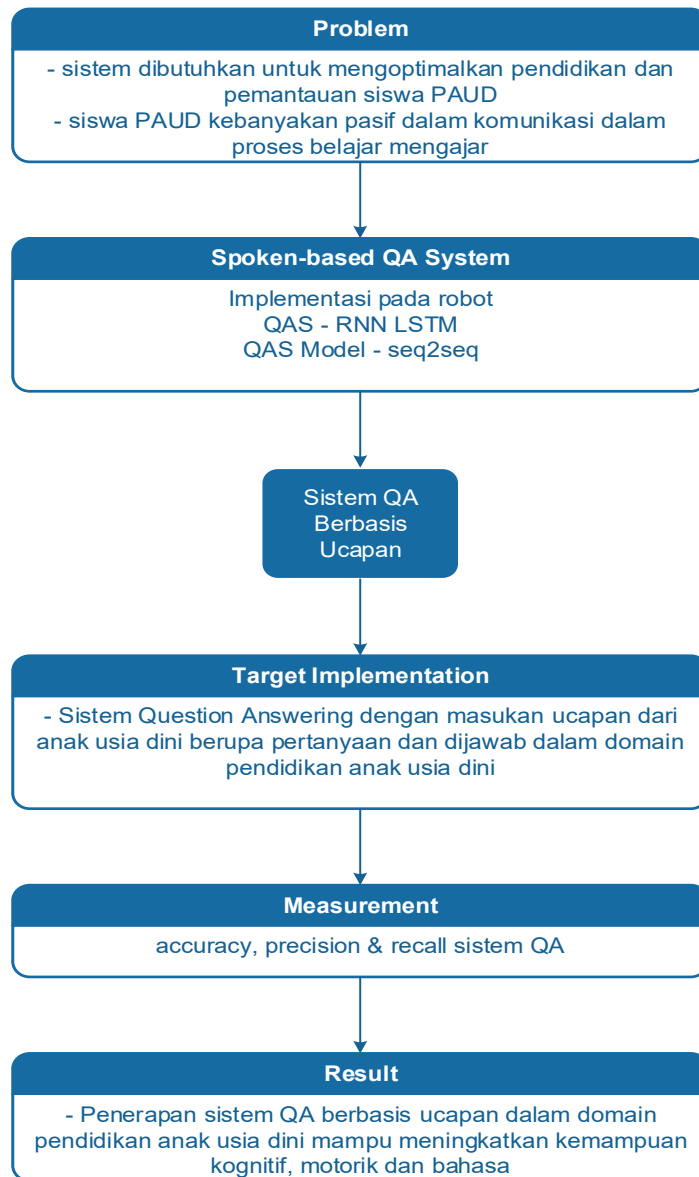 Problem
- sistem dibutuhkan untuk mengoptimalkan pendidikan dan
pemantauan siswa PAUD
- siswa PAUD kebanyakan pasif dalam komunikasi dalam
proses belajar mengajar
Spoken-based QA System
Implementasi pada robot
QAS - RNN LSTM
QAS Model - seq2seq
Sistem QA
Berbasis
Ucapan
Target Implementation
- Sistem Question Answering dengan masukan ucapan dari
anak usia dini berupa pertanyaan dan dijawab dalam domain
pendidikan anak usia dini
Measurement
accuracy, precision & recall sistem QA
Result
- Penerapan sistem QA berbasis ucapan dalam domain
pendidikan anak usia dini mampu meningkatkan kemampuan
kognitif, motorik dan bahasa